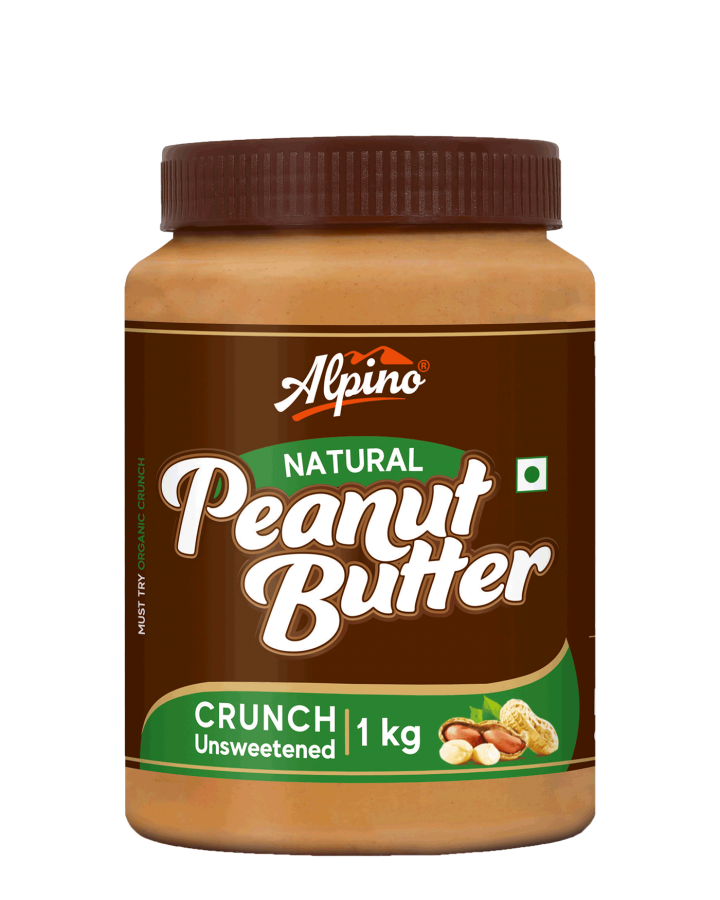 Alpino®
NATURAL
Peanut
Butter
MUST TRY ORGANIC CRUNCH
CRUNCH
Unsweetened
1 kg